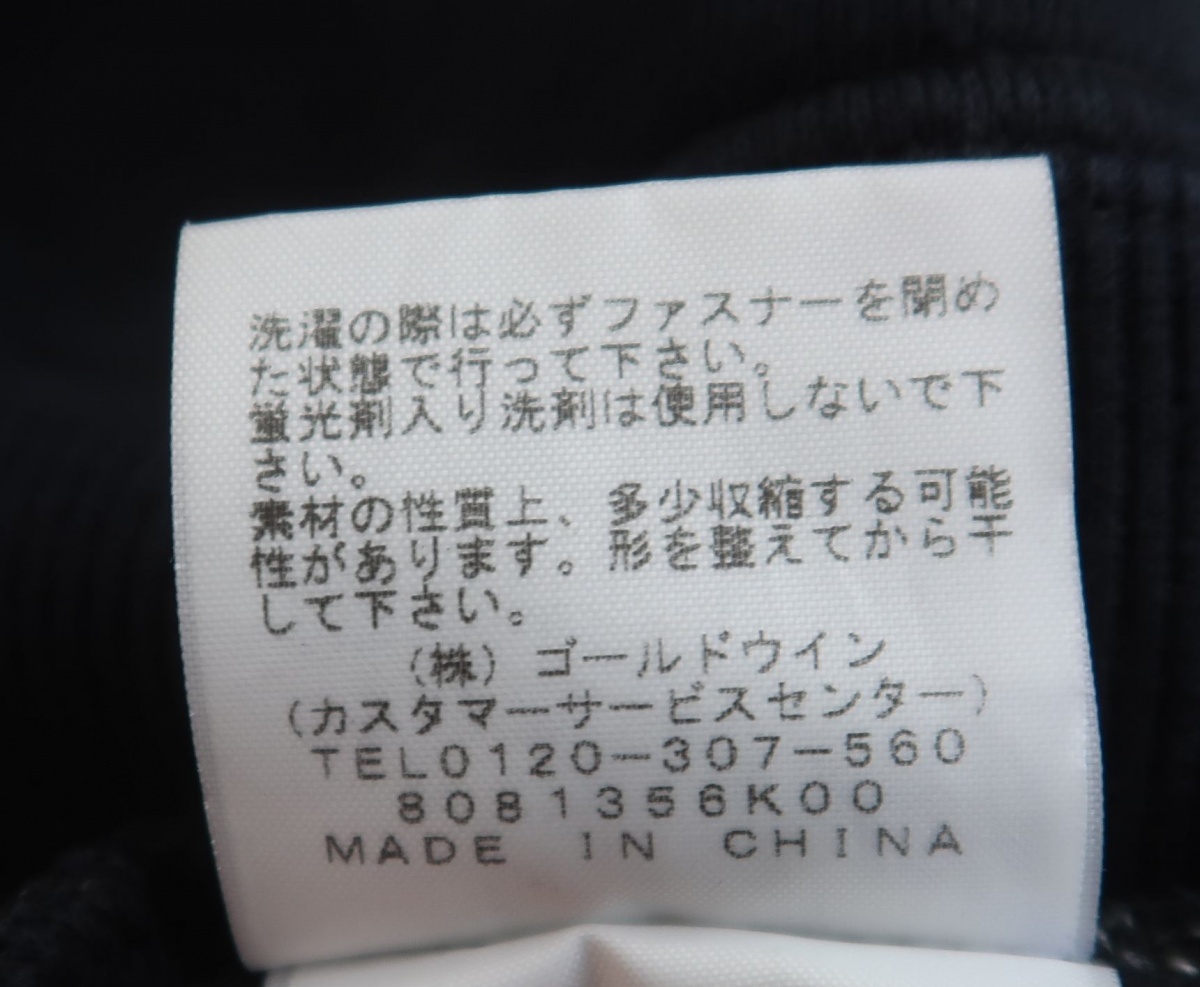 洗濯の際は必ずファスナーを閉め
た状態で行って下さい。
蛍光剤入り洗剤は使用しないで下
さい。
素材の性質上、多少収縮する可能
性があります。形を整えてから干
して下さい。
(株)ゴールドウイン
(カスタマーサービスセンター)
TEL0120-307-560
8081356K00
MADE IN CHINA